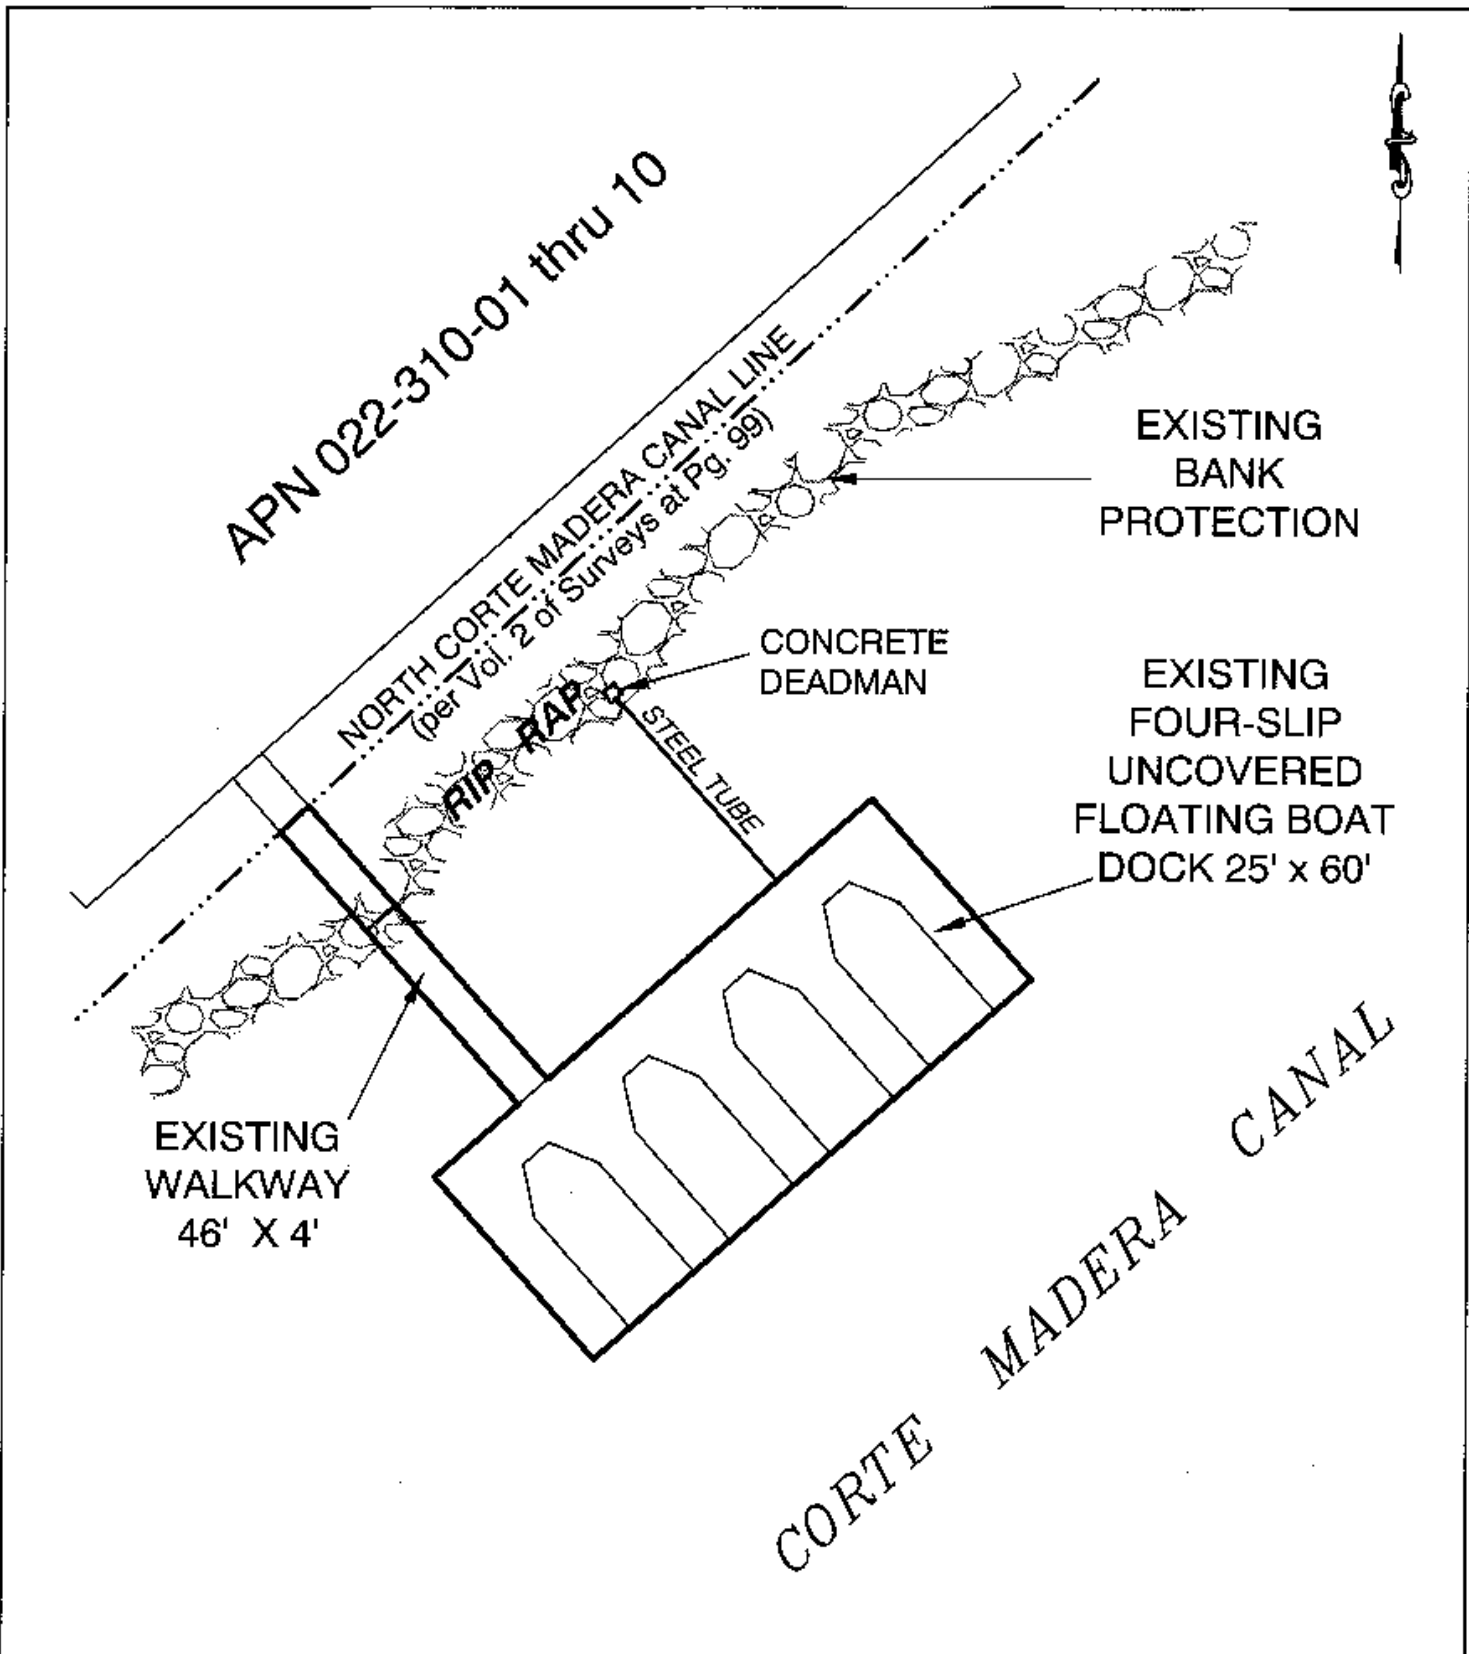 APN 022-310-01 thru 10
NORTH CORTE MADERA CANAL LINE
(per Vol. 2 of Surveys at Pg. 99)
EXISTING
BANK
PROTECTION
CONCRETE
DEADMAN
RIP RAP
STEEL TUBE
EXISTING
FOUR-SLIP
UNCOVERED
FLOATING BOAT
DOCK 25' x 60'
EXISTING
WALKWAY
46' X 4'
CORTE MADERA CANAL